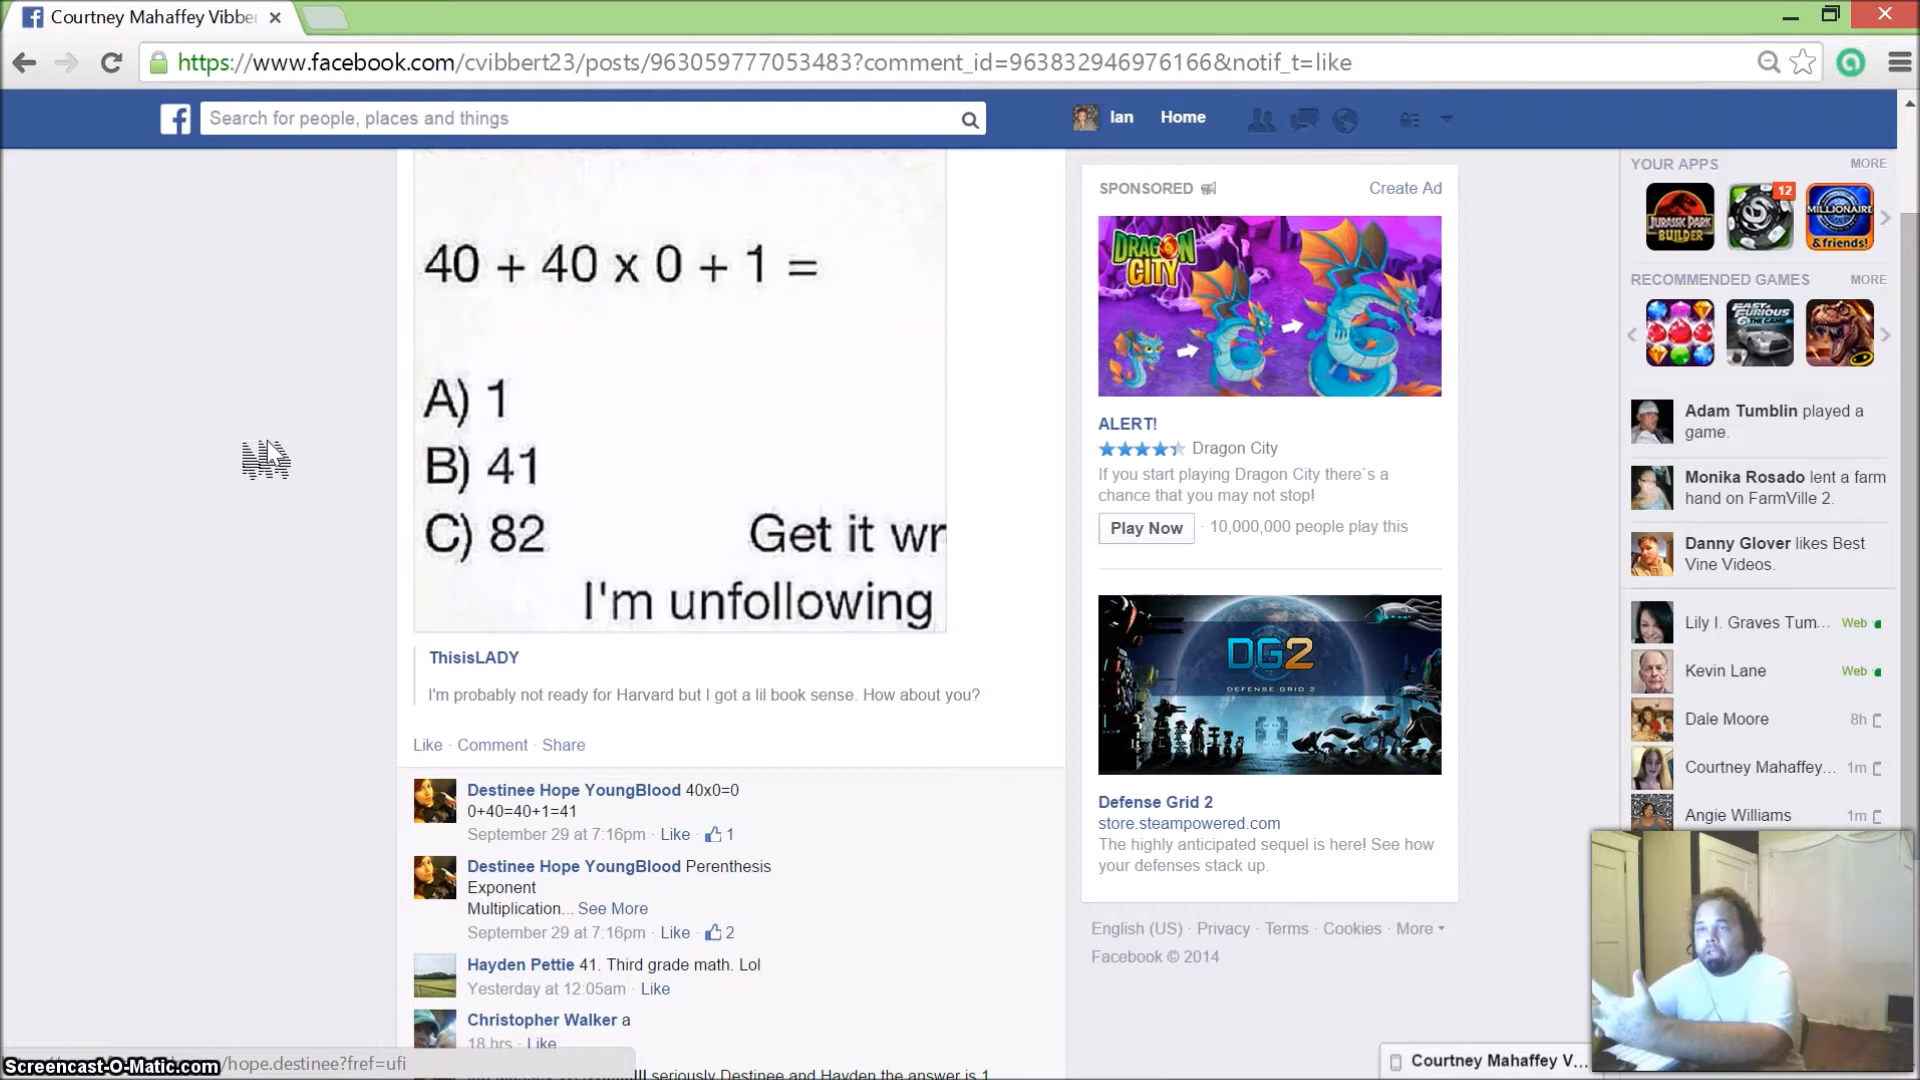 Courtney Mahaffey Vibber
https://www.facebook.com/cvibbert23/posts/963059777053483?comment_id=963832946976166&notif_t=like
Search for people, places and things
Ian
Home
40 + 40 x 0 + 1 =
A) 1
B) 41
C) 82
Get it wr
I'm unfollowing
ThisisLADY
I'm probably not ready for Harvard but I got a lil book sense. How about you?
Like · Comment · Share
Destinee Hope YoungBlood 40x0=0
0+40=40+1=41
September 29 at 7:16pm · Like · 1
Destinee Hope YoungBlood Perenthesis
Exponent
Multiplication... See More
September 29 at 7:16pm · Like · 2
Hayden Pettie 41. Third grade math. Lol
Yesterday at 12:05am · Like
Christopher Walker a
18 hrs · Like
seriously Destinee and Hayden the answer is 1
SPONSORED
Create Ad
DRAGON
CITY
ALERT!
Dragon City
If you start playing Dragon City there`s a
chance that you may not stop!
Play Now · 10,000,000 people play this
DG2
DEFENSE GRID 2
Defense Grid 2
store.steampowered.com
The highly anticipated sequel is here! See how
your defenses stack up.
English (US) · Privacy · Terms · Cookies · More
Facebook © 2014
YOUR APPS
MORE
JURASSIC PARK
BUILDER
12
MILLIONAIRE
& friends!
RECOMMENDED GAMES
MORE
FAST & FURIOUS
THE GAME
Adam Tumblin played a
game.
Monika Rosado lent a farm
hand on FarmVille 2.
Danny Glover likes Best
Vine Videos.
Lily I. Graves Tum... Web
Kevin Lane Web
Dale Moore 8h
Courtney Mahaffey... 1m
Angie Williams 1m
Courtney Mahaffey V...
Screencast-O-Matic.com
/hope.destinee?fref=ufi